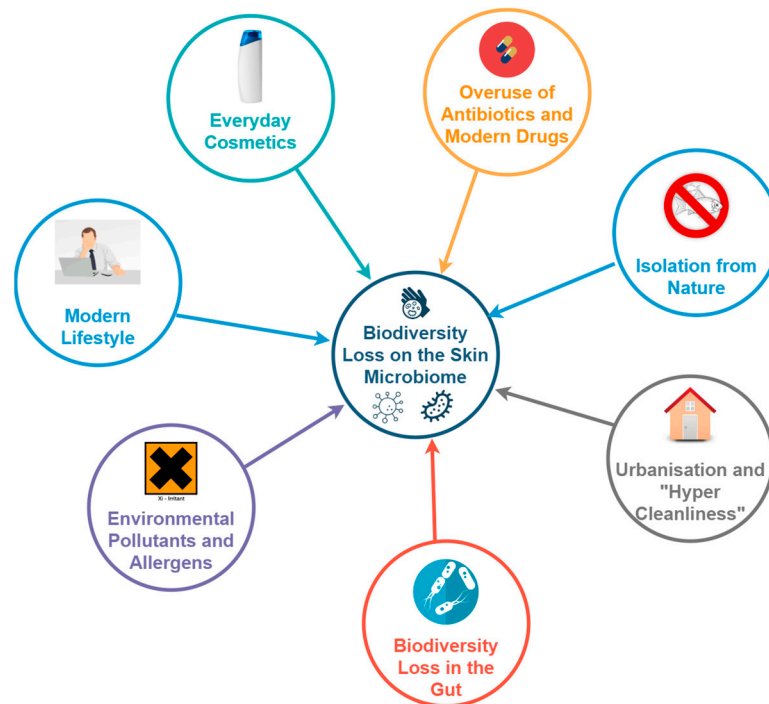 Everyday
Cosmetics
Overuse of
Antibiotics and
Modern Drugs
Isolation from
Nature
Modern
Lifestyle
Biodiversity
Loss on the Skin
Microbiome
Urbanisation and
"Hyper
Cleanliness"
Xi - Irritant
Environmental
Pollutants and
Allergens
Biodiversity
Loss in the
Gut